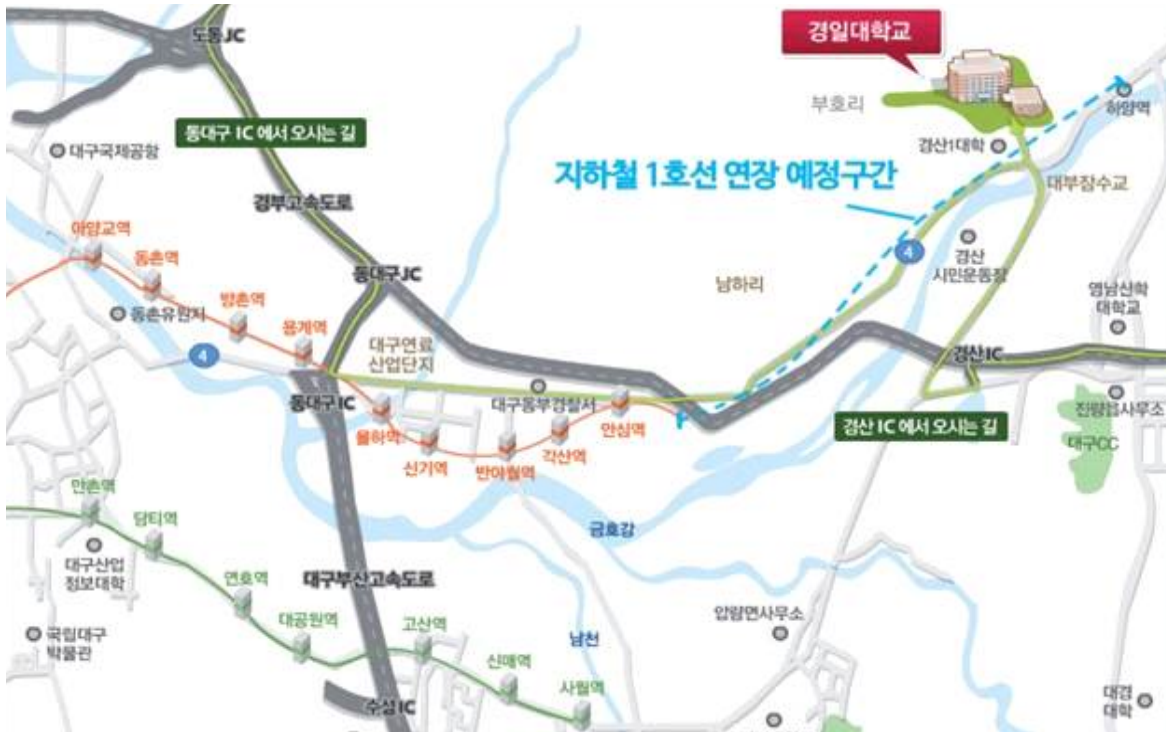 도동JC
경일대학교
부호리
하양역
동대구 IC 에서 오시는 길
대구국제공항
경산1대학
지하철 1호선 연장 예정구간
대부잠수교
경부고속도로
아양교역
동촌역
4
경산
시민운동장
동대구JC
남하리
방촌역
동촌유원지
용계역
영남신학
대학교
4
대구연료
산업단지
경산IC
동대구IC
대구동부경찰서
율하역
안심역
경산 IC 에서 오시는 길
진량읍사무소
신기역
반야월역
각산역
대구CC
만촌역
담티역
금호강
대구산업
정보대학
연호역
대구부산고속도로
대공원역
고산역
압량면사무소
국립대구
박물관
남천
신매역
사월역
수성IC
대경
대학